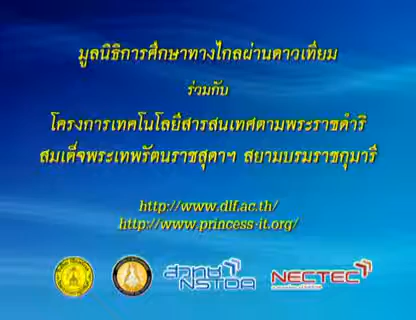 มูลนิธิการศึกษาทางไกลผ่านดาวเทียม
ร่วมกับ
โครงการเทคโนโลยีสารสนเทศตามพระราชดำริ
สมเด็จพระเทพรัตนราชสุดาฯ สยามบรมราชกุมารี
http://www.dlf.ac.th/
http://www.princess-it.org/
สวทช
NSTDA
NECTEC